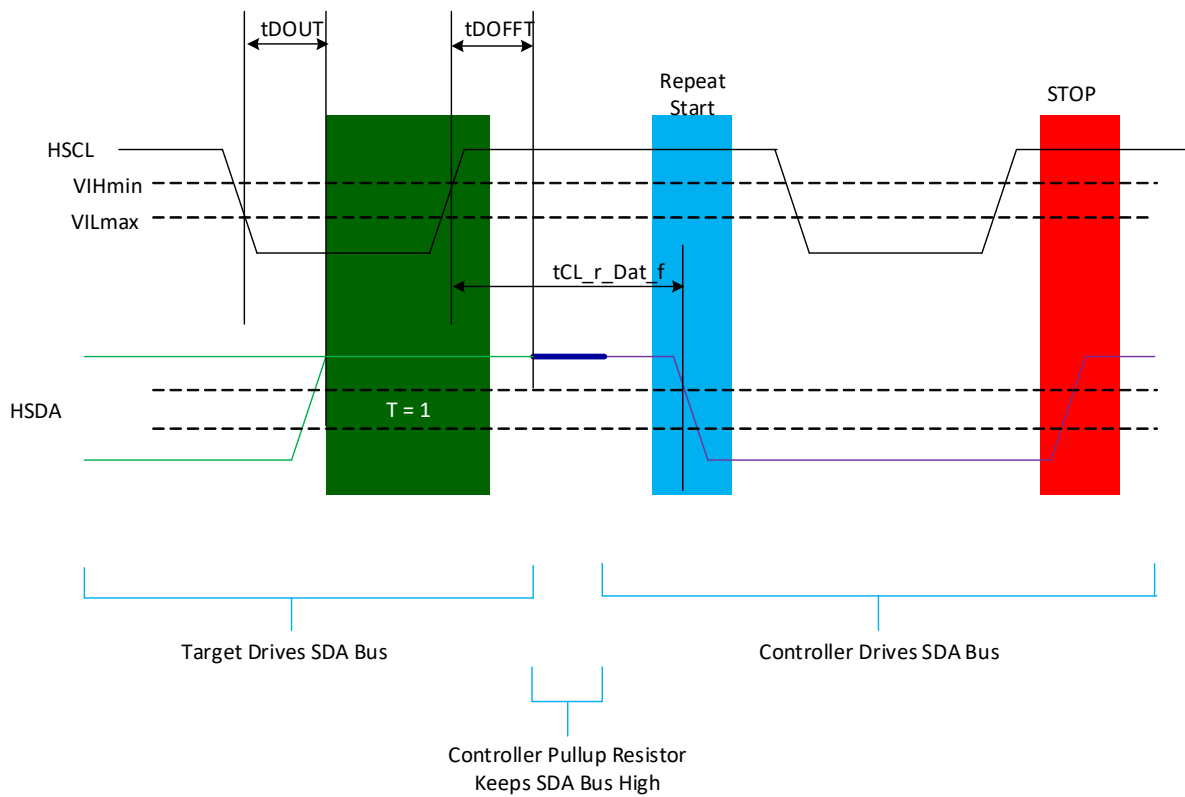 tDOUT
tDOFFT
Repeat
Start
STOP
HSCL
VIHmin
VILmax
tCL_r_Dat_f
HSDA
T = 1
Target Drives SDA Bus
Controller Drives SDA Bus
Controller Pullup Resistor
Keeps SDA Bus High